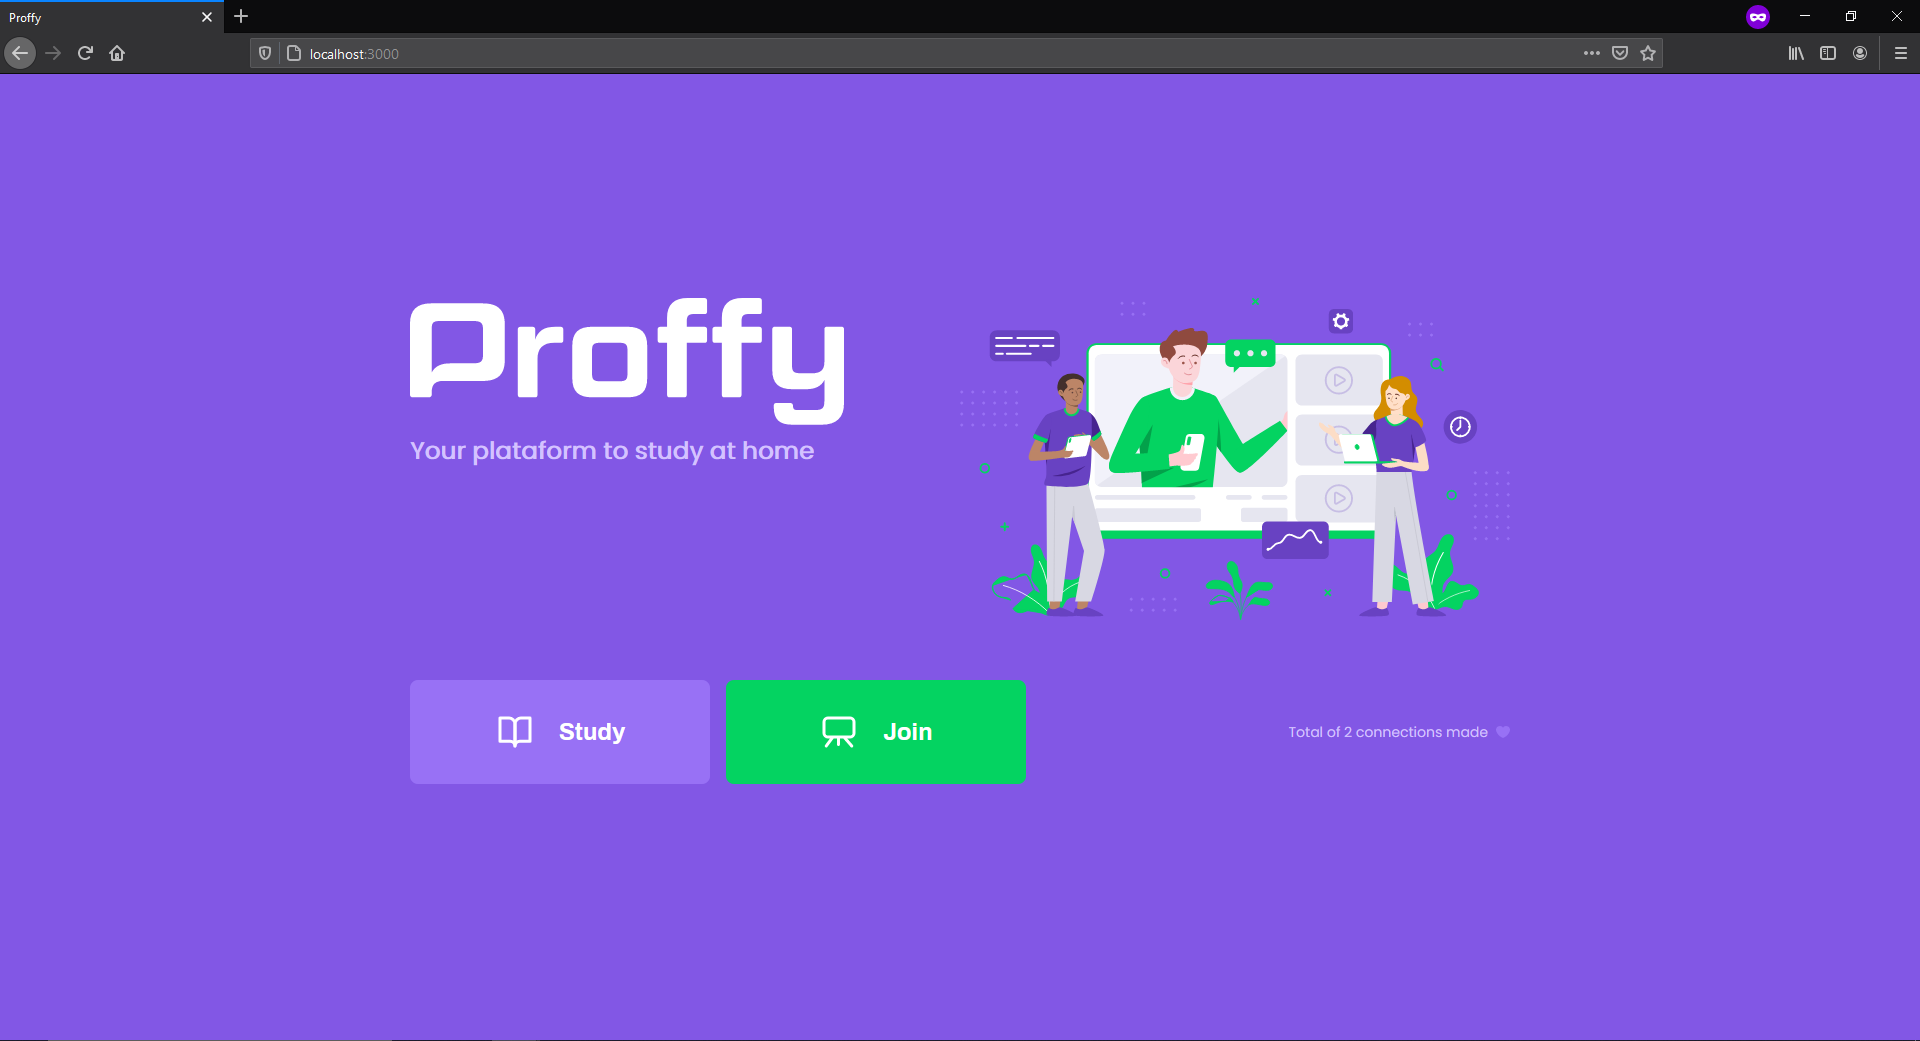 Proffy
localhost:3000
Proffy
Your plataform to study at home
Study
Join
Total of 2 connections made